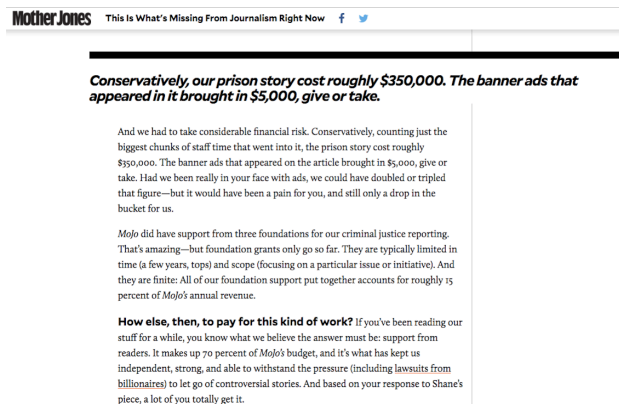 Mother Jones This Is What's Missing From Journalism Right Now
Conservatively, our prison story cost roughly $350,000. The banner ads that
appeared in it brought in $5,000, give or take.
And we had to take considerable financial risk. Conservatively, counting just the
biggest chunks of staff time that went into it, the prison story cost roughly
$350,000. The banner ads that appeared on the article brought in $5,000, give or
take. Had we been really in your face with ads, we could have doubled or tripled
that figure—but it would have been a pain for you, and still only a drop in the
bucket for us.
MoJo did have support from three foundations for our criminal justice reporting.
That's amazing—but foundation grants only go so far. They are typically limited in
time (a few years, tops) and scope (focusing on a particular issue or initiative). And
they are finite: All of our foundation support put together accounts for roughly 15
percent of MoJo's annual revenue.
How else, then, to pay for this kind of work? If you've been reading our
stuff for a while, you know what we believe the answer must be: support from
readers. It makes up 70 percent of MoJo's budget, and it's what has kept us
independent, strong, and able to withstand the pressure (including lawsuits from
billionaires) to let go of controversial stories. And based on your response to Shane's
piece, a lot of you totally get it.